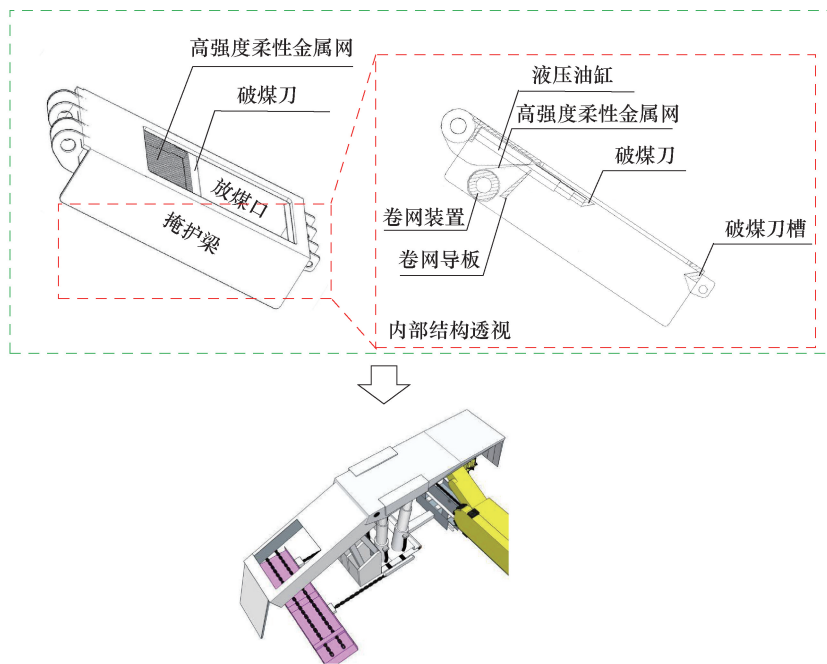 高强度柔性金属网
破煤刀
放煤口
掩护梁
液压油缸
高强度柔性金属网
破煤刀
卷网装置
破煤刀槽
卷网导板
内部结构透视